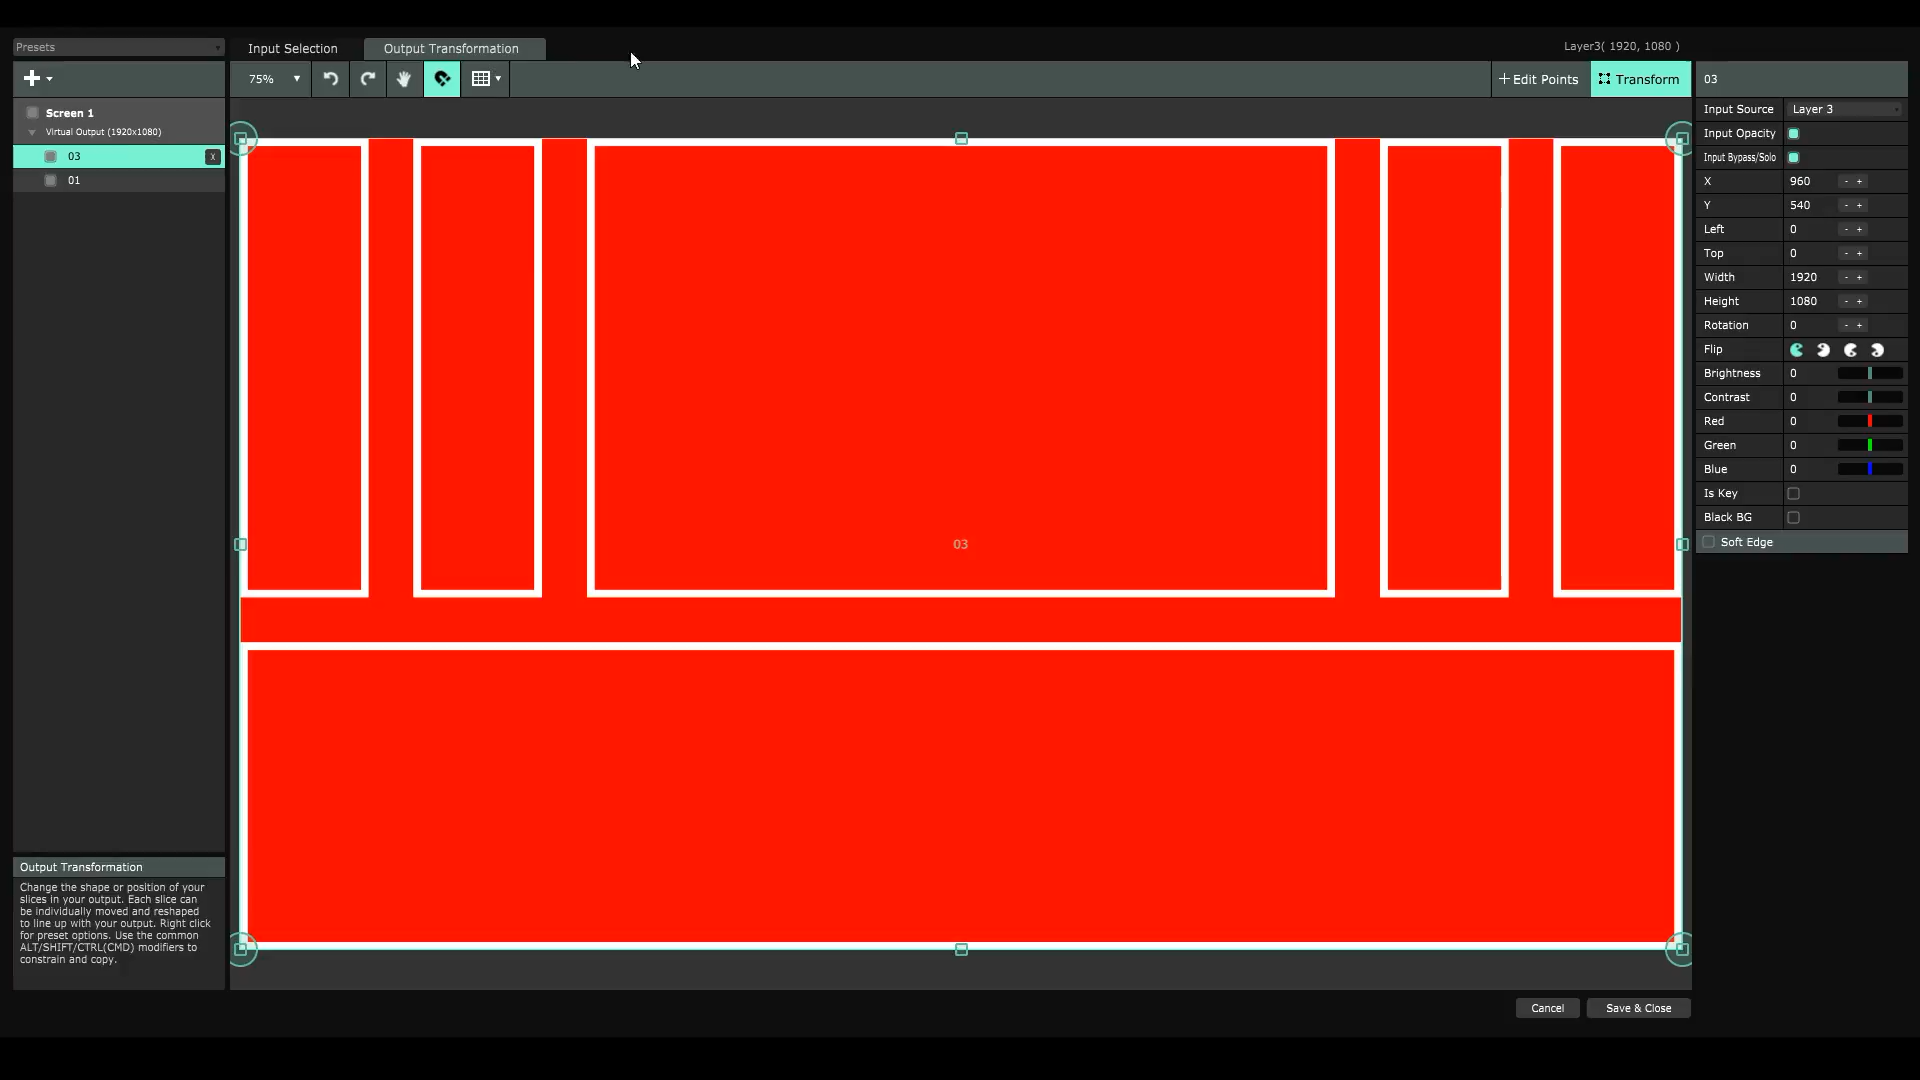 Presets
Input Selection
Output Transformation
Layer3( 1920, 1080 )
75%
Edit Points
Transform
03
Screen 1
Virtual Output (1920x1080)
03
X
01
Input Source
Layer 3
Input Opacity
Input Bypass/Solo
X
960
- +
Y
540
- +
Left
0
- +
Top
0
- +
Width
1920
- +
Height
1080
- +
Rotation
0
- +
Flip
Brightness
0
Contrast
0
Red
0
Green
0
Blue
0
Is Key
Black BG
Soft Edge
03
Output Transformation
Change the shape or position of your
slices in your output. Each slice can
be individually moved and reshaped
to line up with your output. Right click
for preset options. Use the common
ALT/SHIFT/CTRL(CMD) modifiers to
constrain and copy.
Cancel
Save & Close